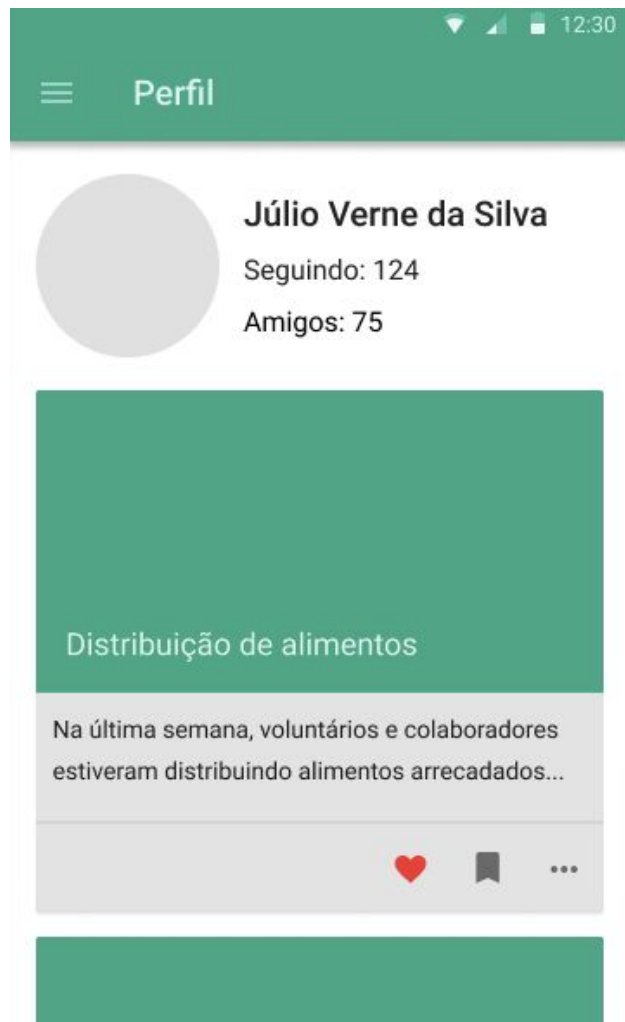 12:30
Perfil
Júlio Verne da Silva
Seguindo: 124
Amigos: 75
Distribuição de alimentos
Na última semana, voluntários e colaboradores
estiveram distribuindo alimentos arrecadados...